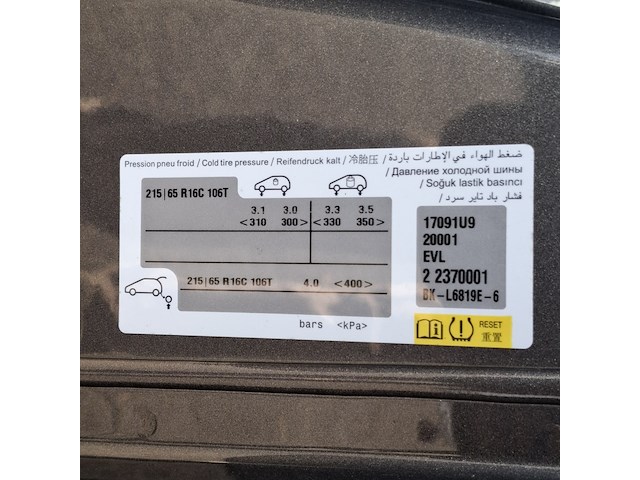 Pression pneu froid / Cold tire pressure / Reifendruck kalt / 冷胎压 / ضغط الهواء في الإطارات باردة
/ Давление холодной шины
/ Soğuk lastik basıncı
/ فشار باد تایر سرد
215|65 R16C 106T
3.1 3.0 3.3 3.5
<310 300> <330 350>
215|65 R16C 106T 4.0 <400>
bars <kPa>
17091U9
20001
EVL
2 2370001
BK-L6819E-6
RESET
重置